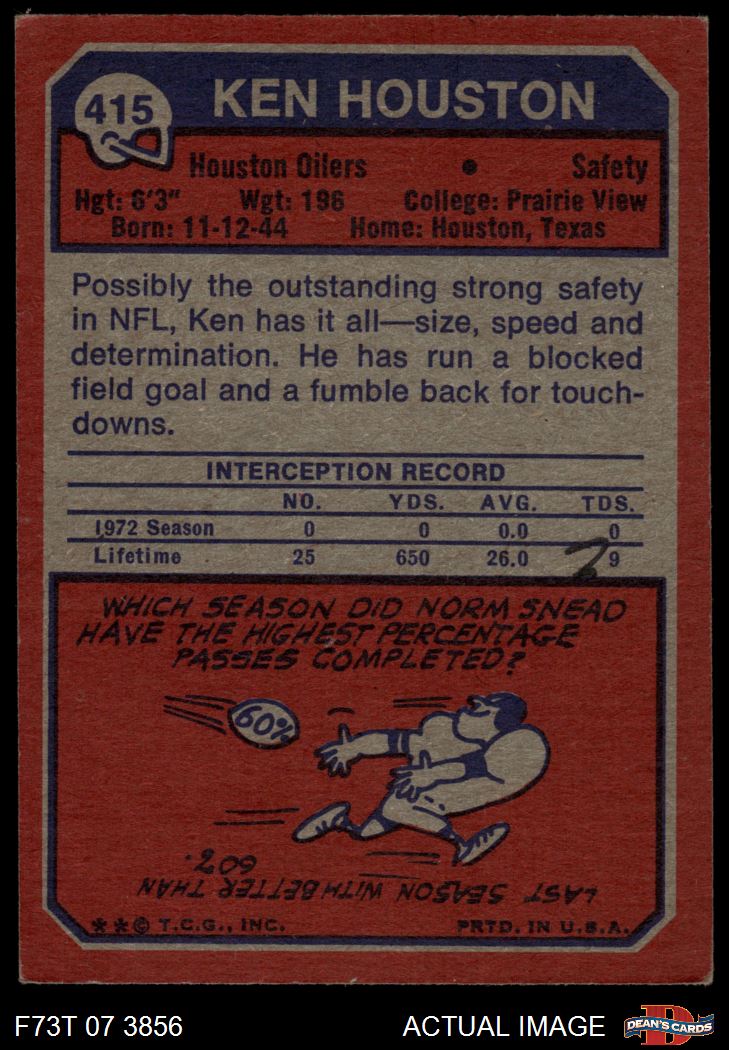 415
KEN HOUSTON
Houston Oilers • Safety
Hgt: 6'3" Wgt: 196 College: Prairie View
Born: 11-12-44 Home: Houston, Texas
Possibly the outstanding strong safety
in NFL, Ken has it all—size, speed and
determination. He has run a blocked
field goal and a fumble back for touch-
downs.
INTERCEPTION RECORD
NO. YDS. AVG. TDS.
1972 Season 0 0 0.0 0
Lifetime 25 650 26.0 9
WHICH SEASON DID NORM SNEAD
HAVE THE HIGHEST PERCENTAGE
PASSES COMPLETED?
60%
LAST SEASON WITH BETTER THAN
60%.
**© T.C.G., INC. PRTD. IN U.S.A.
F73T 07 3856 ACTUAL IMAGE DEAN'S CARDS